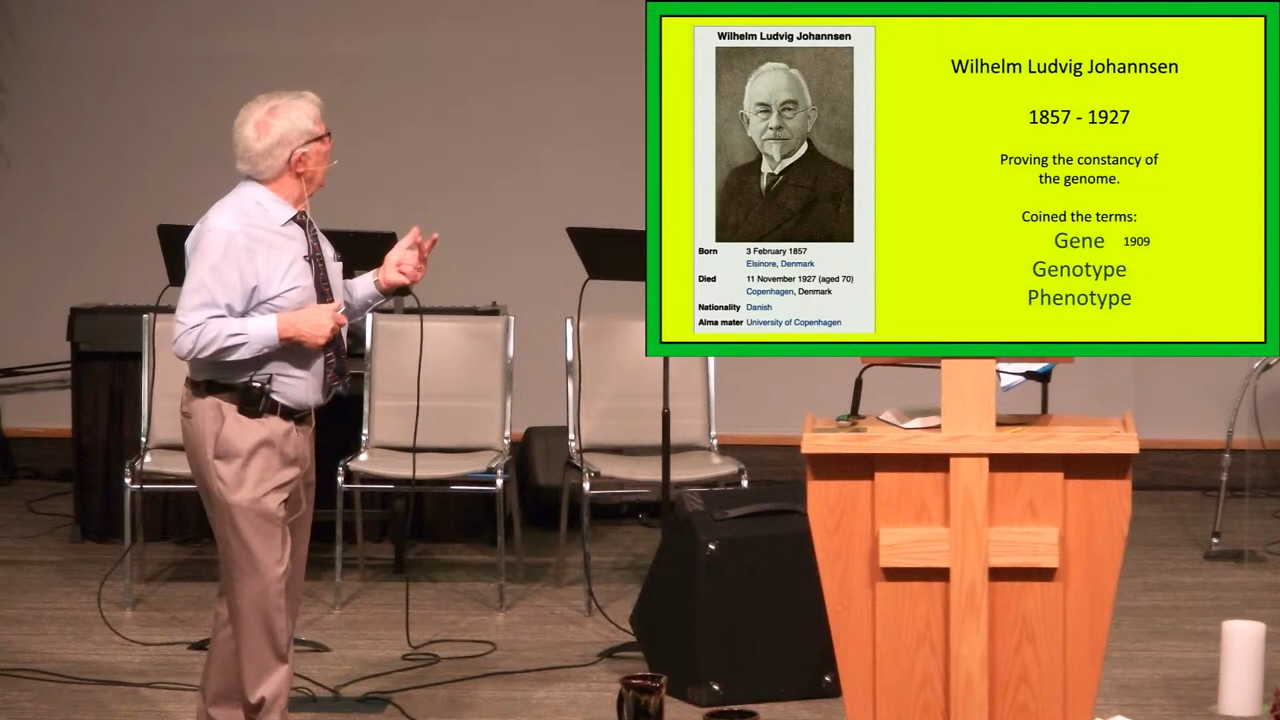 Wilhelm Ludvig Johannsen
Born 3 February 1857
Elsinore, Denmark
Died 11 November 1927 (aged 70)
Copenhagen, Denmark
Nationality Danish
Alma mater University of Copenhagen
Wilhelm Ludvig Johannsen
1857 - 1927
Proving the constancy of
the genome.
Coined the terms:
Gene 1909
Genotype
Phenotype